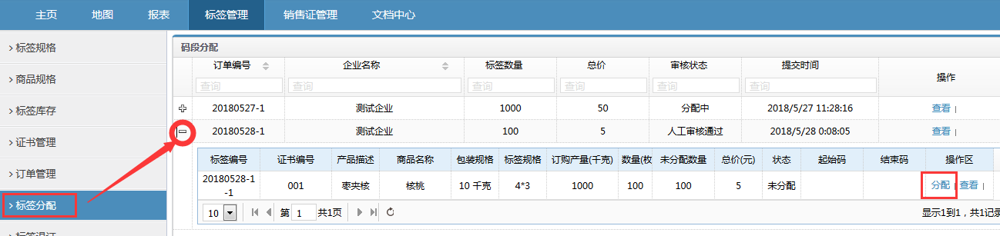 主页 地图 报表 标签管理 销售证管理 文档中心
> 标签规格
> 商品规格
> 标签库存
> 证书管理
> 订单管理
> 标签分配
码段分配
订单编号 企业名称 标签数量 总价 审核状态 提交时间 操作
查询 查询 查询 查询 查询 查询
20180527-1 测试企业 1000 50 分配中 2018/5/27 11:28:16 查看 |
20180528-1 测试企业 100 5 人工审核通过 2018/5/28 0:08:05 查看 |
标签编号 证书编号 产品描述 商品名称 包装规格 标签规格 订购产量(千克) 数量(枚 未分配数量 总价(元) 状态 起始码 结束码 操作区
20180528-1
-1 001 枣夹核 核桃 10 千克 4*3 1000 100 100 5 未分配 分配 | 查看 |
10 第 1 共1页 显示1到1，共1记录